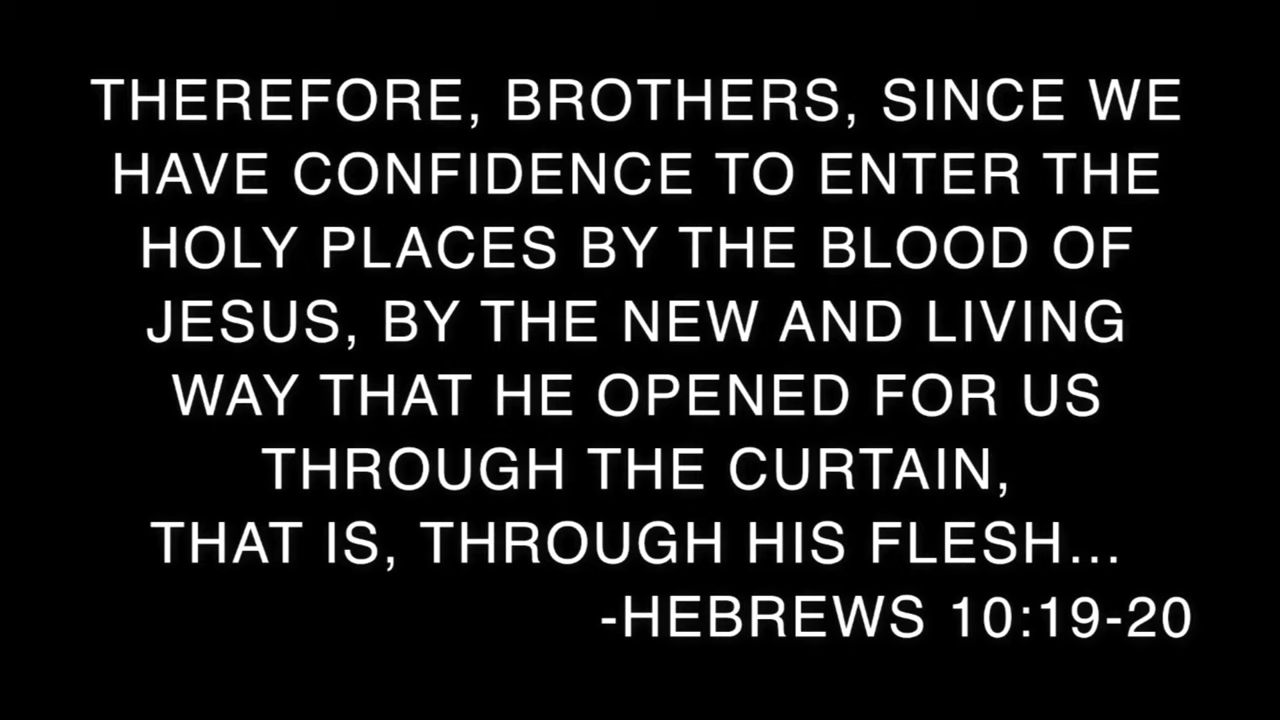 THEREFORE, BROTHERS, SINCE WE
HAVE CONFIDENCE TO ENTER THE
HOLY PLACES BY THE BLOOD OF
JESUS, BY THE NEW AND LIVING
WAY THAT HE OPENED FOR US
THROUGH THE CURTAIN,
THAT IS, THROUGH HIS FLESH...
-HEBREWS 10:19-20